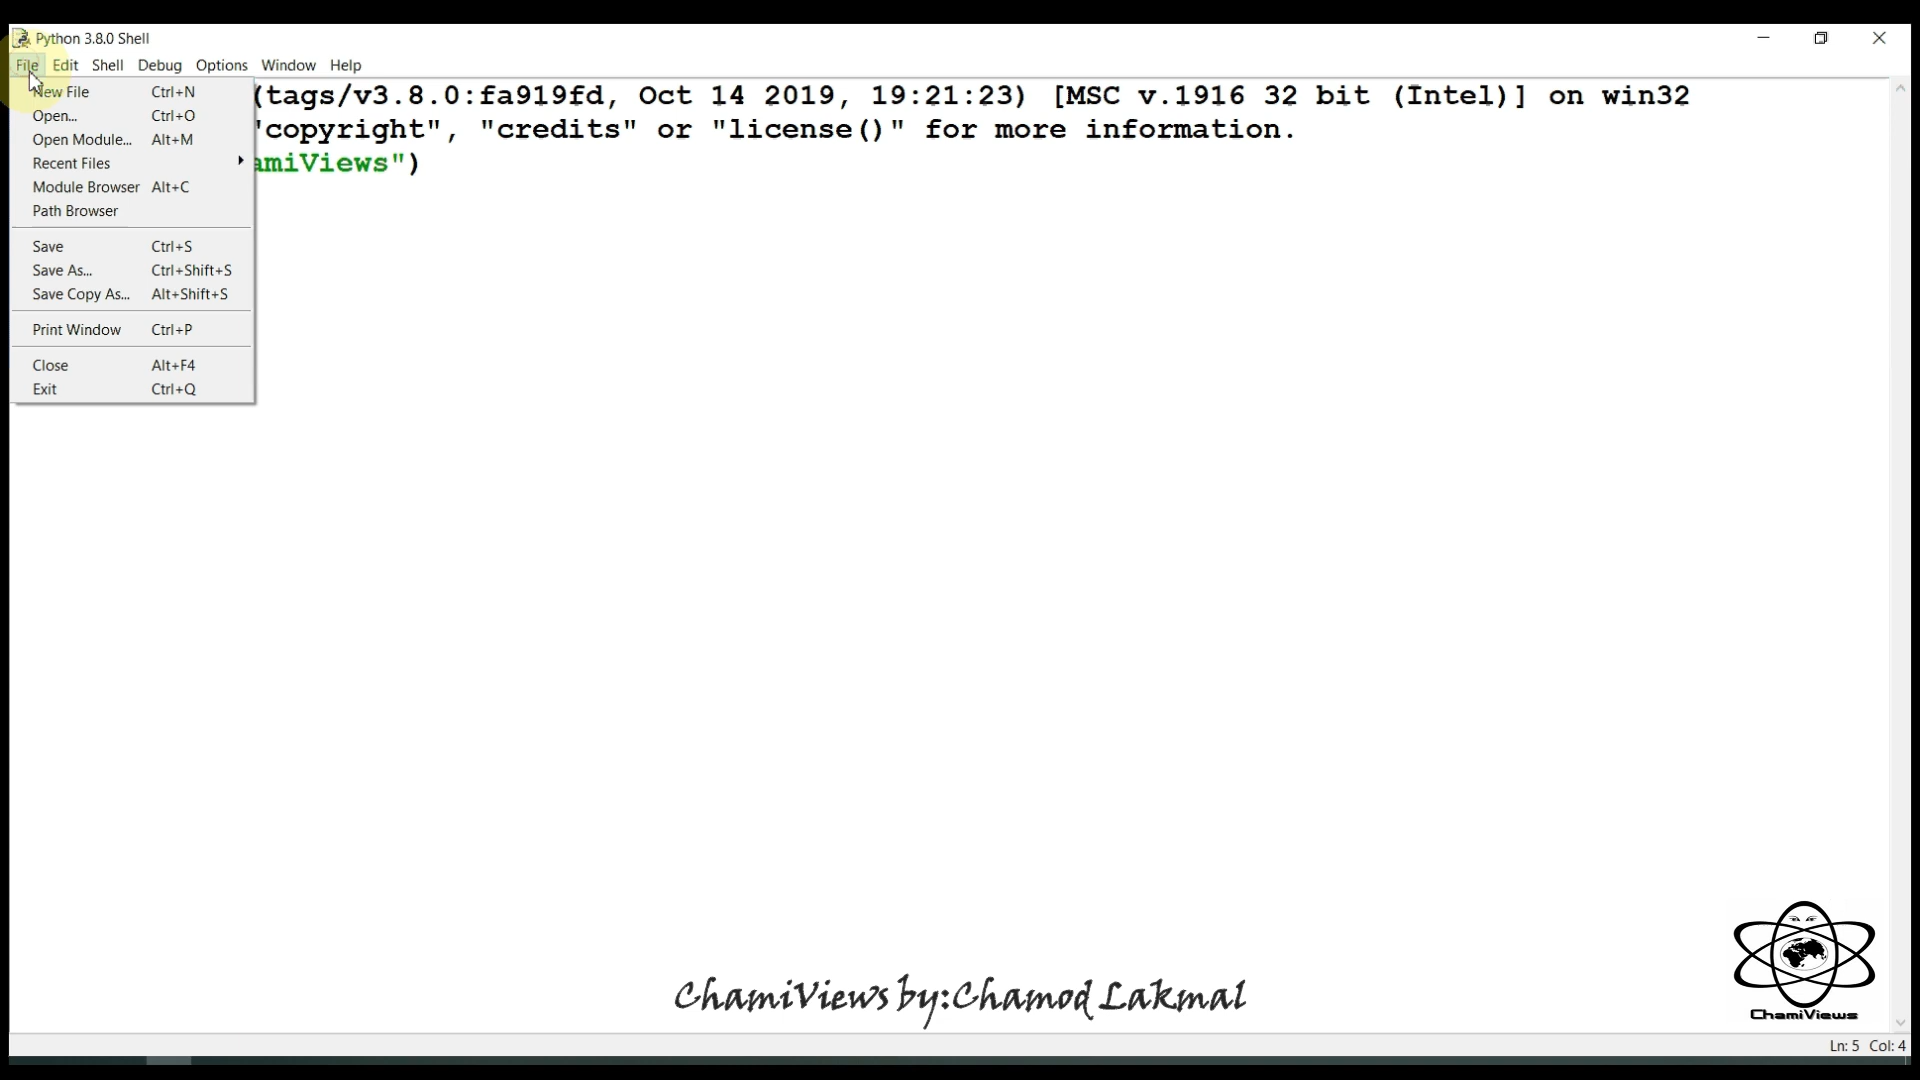 Python 3.8.0 Shell
File Edit Shell Debug Options Window Help
New File Ctrl+N
Open... Ctrl+O
Open Module... Alt+M
Recent Files
Module Browser Alt+C
Path Browser
Save Ctrl+S
Save As... Ctrl+Shift+S
Save Copy As... Alt+Shift+S
Print Window Ctrl+P
Close Alt+F4
Exit Ctrl+Q
(tags/v3.8.0:fa919fd, Oct 14 2019, 19:21:23) [MSC v.1916 32 bit (Intel)] on win32
"copyright", "credits" or "license()" for more information.
amiViews")
ChamiViews by:Chamod Lakmal
ChamiViews
Ln: 5 Col: 4